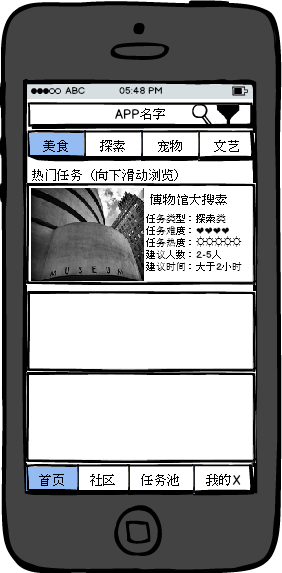 ABC 05:48 PM
APP名字
美食 探索 宠物 文艺
热门任务（向下滑动浏览）
博物馆大搜索
任务类型：探索类
任务难度：♥♥♥♥
任务热度：☼☼☼☼☼
建议人数：2-5人
建议时间：大于2小时
MUSEUM
首页 社区 任务池 我的X